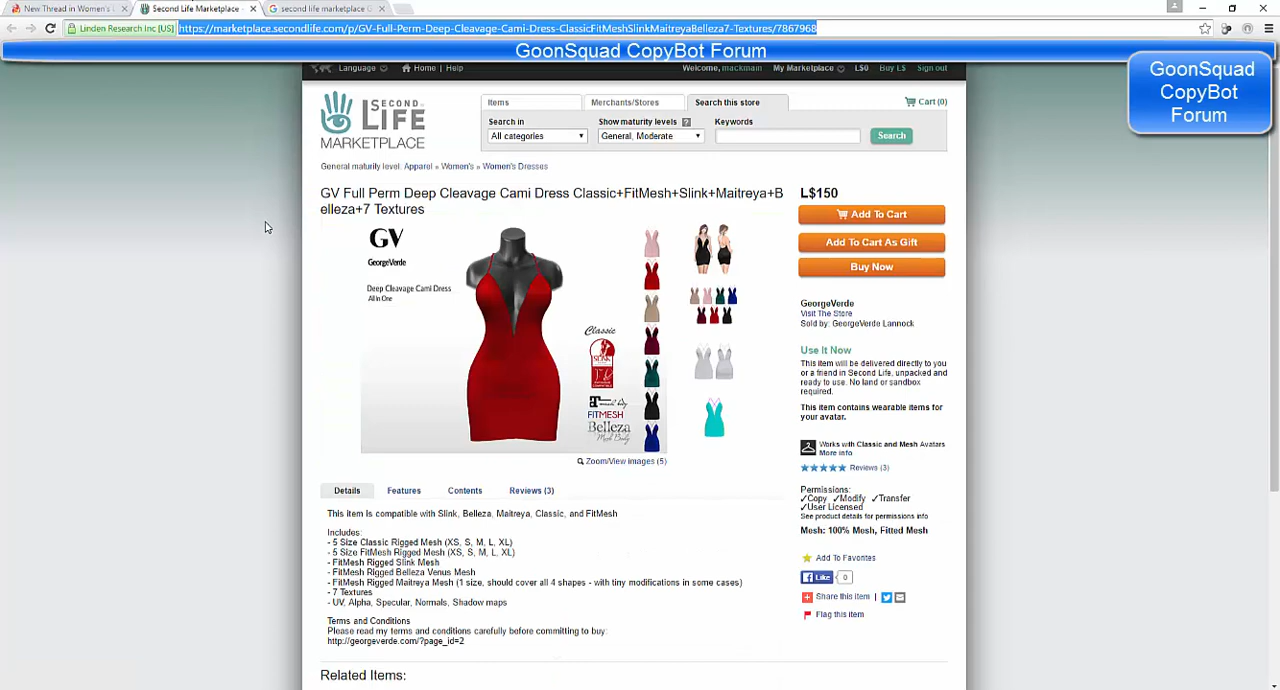 New Thread in Women's
Second Life Marketplace -
second life marketplace
Linden Research Inc [US]
https://marketplace.secondlife.com/p/GV-Full-Perm-Deep-Cleavage-Cami-Dress-ClassicFitMeshSlinkMaitreyaBelleza7-Textures/7867968
GoonSquad CopyBot Forum
GoonSquad
CopyBot
Forum
Language
Home | Help
Welcome, mackmain
My Marketplace
L$0
Buy L$
Sign out
SECOND
LIFE
MARKETPLACE
Items
Merchants/Stores
Search this store
Cart (0)
Search in
Show maturity levels ?
Keywords
All categories
General, Moderate
Search
General maturity level: Apparel » Women's » Women's Dresses
GV Full Perm Deep Cleavage Cami Dress Classic+FitMesh+Slink+Maitreya+B
elleza+7 Textures
L$150
Add To Cart
Add To Cart As Gift
Buy Now
GV
GeorgeVerde
Deep Cleavage Cami Dress
All In One
Classic
SLINK
FITMESH
Belleza
Mesh Body
Zoom/View images (5)
GeorgeVerde
Visit The Store
Sold by: GeorgeVerde Lannock
Use It Now
This item will be delivered directly to you
or a friend in Second Life, unpacked and
ready to use. No land or sandbox
required.
This item contains wearable items for
your avatar.
Works with Classic and Mesh Avatars
More info
Reviews (3)
Permissions:
✓Copy ✓Modify ✓Transfer
✓User Licensed
See product details for permissions info
Mesh: 100% Mesh, Fitted Mesh
Add To Favorites
Like 0
Share this item |
Flag this item
Details
Features
Contents
Reviews (3)
This item is compatible with Slink, Belleza, Maitreya, Classic, and FitMesh
Includes:
- 5 Size Classic Rigged Mesh (XS, S, M, L, XL)
- 5 Size FitMesh Rigged Mesh (XS, S, M, L, XL)
- FitMesh Rigged Slink Mesh
- FitMesh Rigged Belleza Venus Mesh
- FitMesh Rigged Maitreya Mesh (1 size, should cover all 4 shapes - with tiny modifications in some cases)
- 7 Textures
- UV, Alpha, Specular, Normals, Shadow maps
Terms and Conditions
Please read my terms and conditions carefully before committing to buy:
http://georgeverde.com/?page_id=2
Related Items: